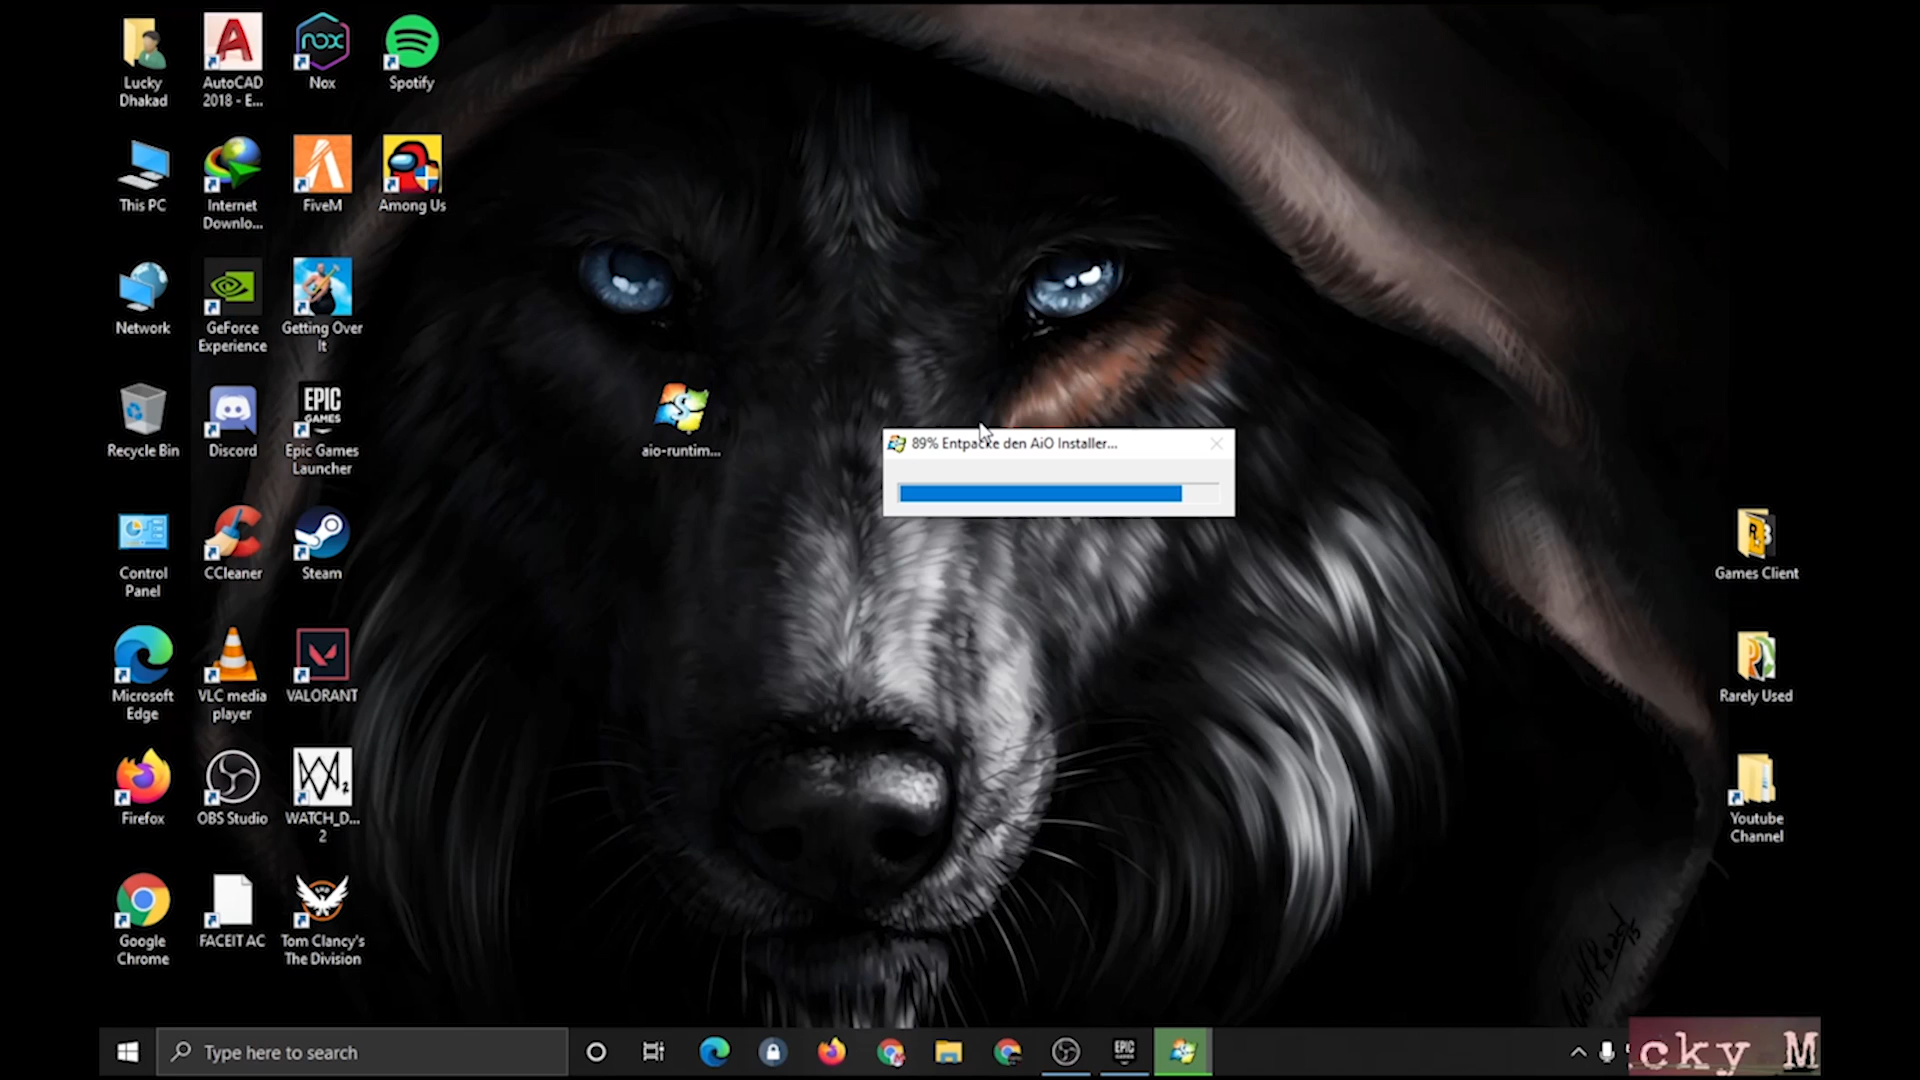 Lucky
Dhakad
AutoCAD
2018 - E...
nox
Nox
Spotify
This PC
Internet
Downlo...
FiveM
Among Us
Network
GeForce
Experience
Getting Over
It
Recycle Bin
Discord
EPIC
GAMES
Epic Games
Launcher
aio-runtim...
89% Entpacke den AiO Installer...
Control
Panel
CCleaner
Steam
Games Client
Microsoft
Edge
VLC media
player
VALORANT
Rarely Used
Firefox
OBS Studio
2
WATCH_D...
2
Youtube
Channel
Google
Chrome
FACEIT AC
Tom Clancy's
The Division
Type here to search
EPIC
GAMES
cky M